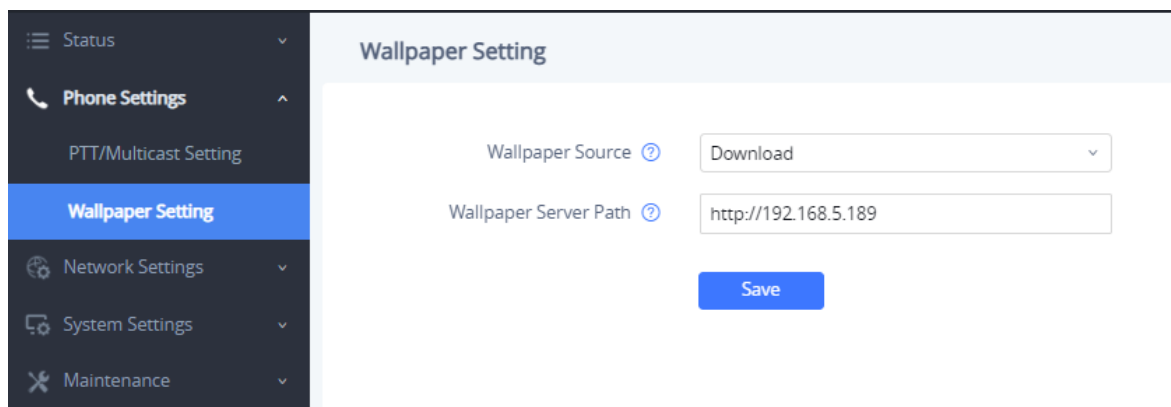 Status
Phone Settings
PTT/Multicast Setting
Wallpaper Setting
Network Settings
System Settings
Maintenance
Wallpaper Setting
Wallpaper Source ? Download
Wallpaper Server Path ? http://192.168.5.189
Save